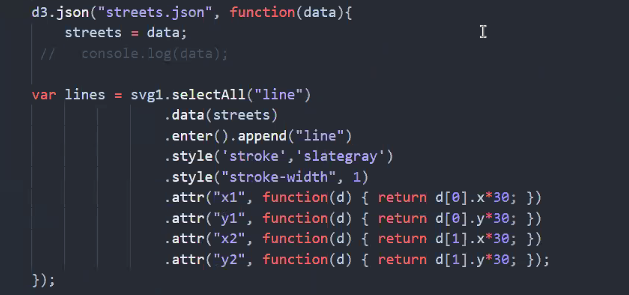 d3.json("streets.json", function(data){
    streets = data;
//   console.log(data);

var lines = svg1.selectAll("line")
                .data(streets)
                .enter().append("line")
                .style('stroke','slategray')
                .style("stroke-width", 1)
                .attr("x1", function(d) { return d[0].x*30; })
                .attr("y1", function(d) { return d[0].y*30; })
                .attr("x2", function(d) { return d[1].x*30; })
                .attr("y2", function(d) { return d[1].y*30; });
});